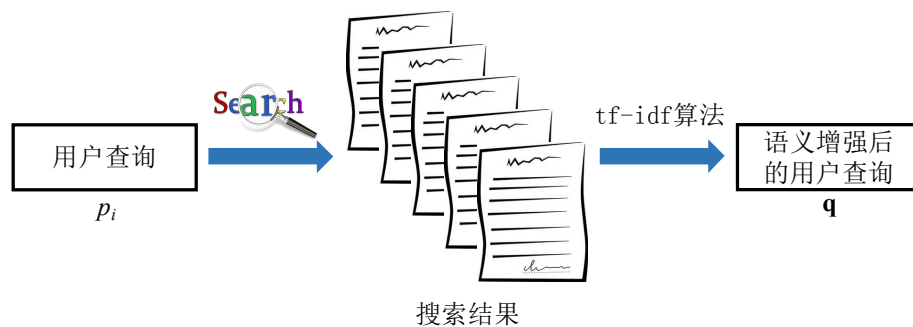 Search
tf-idf算法
用户查询
语义增强后
的用户查询
p_i
q
搜索结果